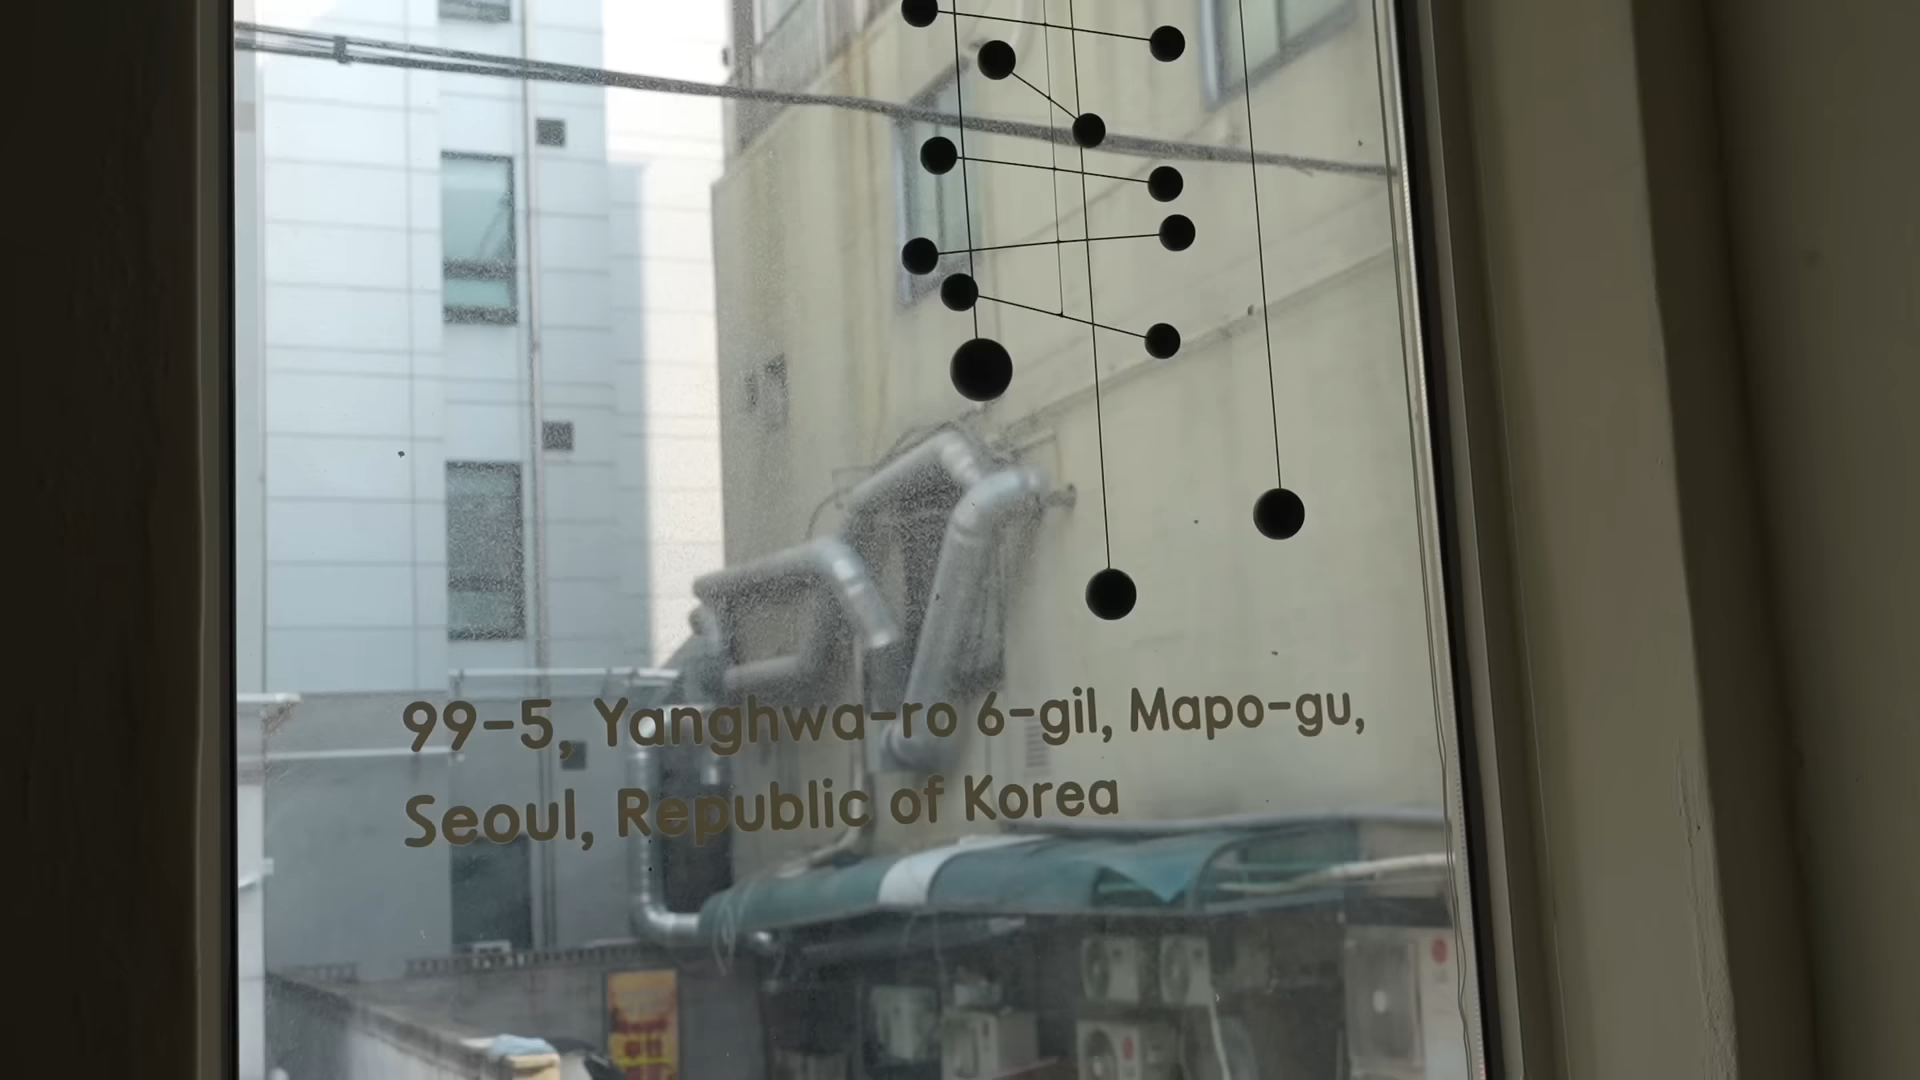 99-5, Yanghwa-ro 6-gil, Mapo-gu,
Seoul, Republic of Korea